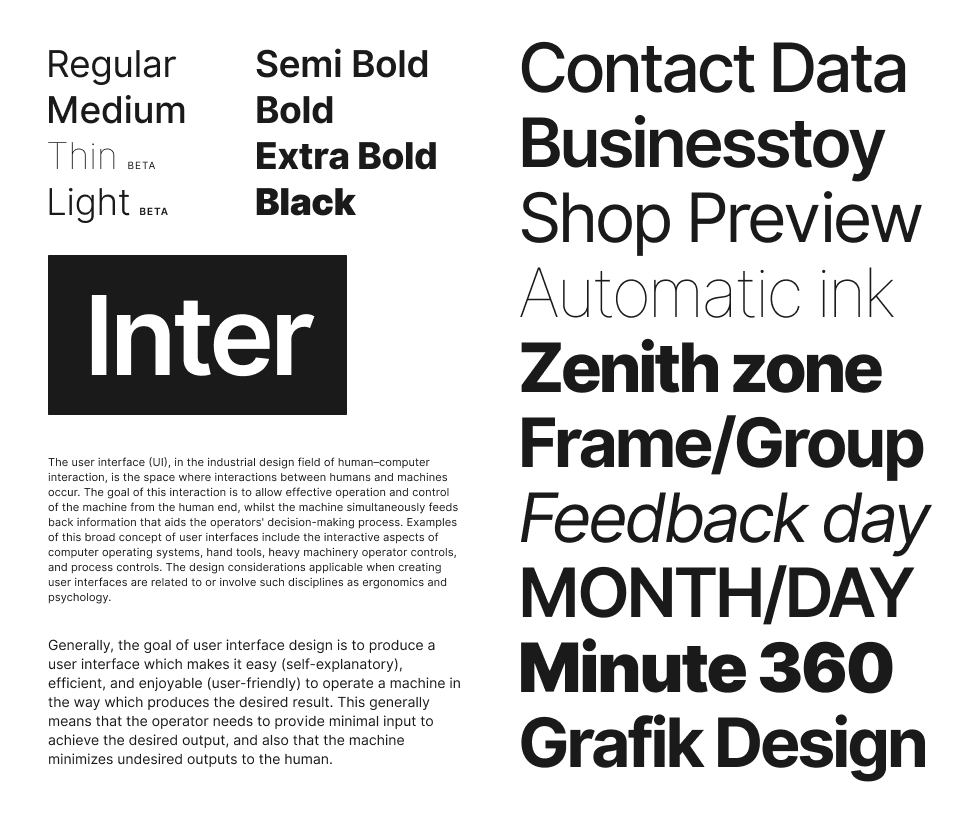 Regular
Medium
Thin BETA
Light BETA
Semi Bold
Bold
Extra Bold
Black
Inter
The user interface (UI), in the industrial design field of human–computer
interaction, is the space where interactions between humans and machines
occur. The goal of this interaction is to allow effective operation and control
of the machine from the human end, whilst the machine simultaneously feeds
back information that aids the operators' decision-making process. Examples
of this broad concept of user interfaces include the interactive aspects of
computer operating systems, hand tools, heavy machinery operator controls,
and process controls. The design considerations applicable when creating
user interfaces are related to or involve such disciplines as ergonomics and
psychology.
Generally, the goal of user interface design is to produce a
user interface which makes it easy (self-explanatory),
efficient, and enjoyable (user-friendly) to operate a machine in
the way which produces the desired result. This generally
means that the operator needs to provide minimal input to
achieve the desired output, and also that the machine
minimizes undesired outputs to the human.
Contact Data
Businesstoy
Shop Preview
Automatic ink
Zenith zone
Frame/Group
Feedback day
MONTH/DAY
Minute 360
Grafik Design